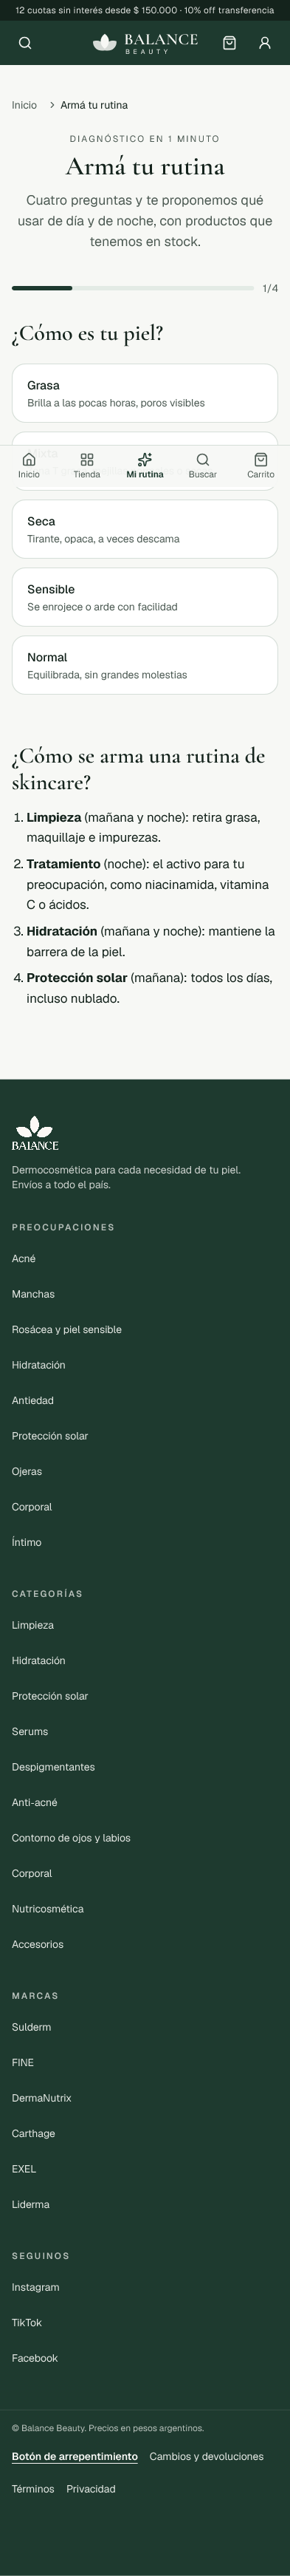 12 cuotas sin interés desde $ 150.000 · 10% off transferencia
BALANCE
BEAUTY
Inicio > Armá tu rutina
DIAGNÓSTICO EN 1 MINUTO
Armá tu rutina
Cuatro preguntas y te proponemos qué
usar de día y de noche, con productos que
tenemos en stock.
1/4
¿Cómo es tu piel?
Grasa
Brilla a las pocas horas, poros visibles
Inicio
Tienda
Mi rutina
Buscar
Carrito
Seca
Tirante, opaca, a veces descama
Sensible
Se enrojece o arde con facilidad
Normal
Equilibrada, sin grandes molestias
¿Cómo se arma una rutina de
skincare?
1. Limpieza (mañana y noche): retira grasa,
maquillaje e impurezas.
2. Tratamiento (noche): el activo para tu
preocupación, como niacinamida, vitamina
C o ácidos.
3. Hidratación (mañana y noche): mantiene la
barrera de la piel.
4. Protección solar (mañana): todos los días,
incluso nublado.
BALANCE
Dermocosmética para cada necesidad de tu piel.
Envíos a todo el país.
PREOCUPACIONES
Acné
Manchas
Rosácea y piel sensible
Hidratación
Antiedad
Protección solar
Ojeras
Corporal
Íntimo
CATEGORÍAS
Limpieza
Hidratación
Protección solar
Serums
Despigmentantes
Anti-acné
Contorno de ojos y labios
Corporal
Nutricosmética
Accesorios
MARCAS
Sulderm
FINE
DermaNutrix
Carthage
EXEL
Liderma
SEGUINOS
Instagram
TikTok
Facebook
© Balance Beauty. Precios en pesos argentinos.
Botón de arrepentimiento Cambios y devoluciones
Términos Privacidad